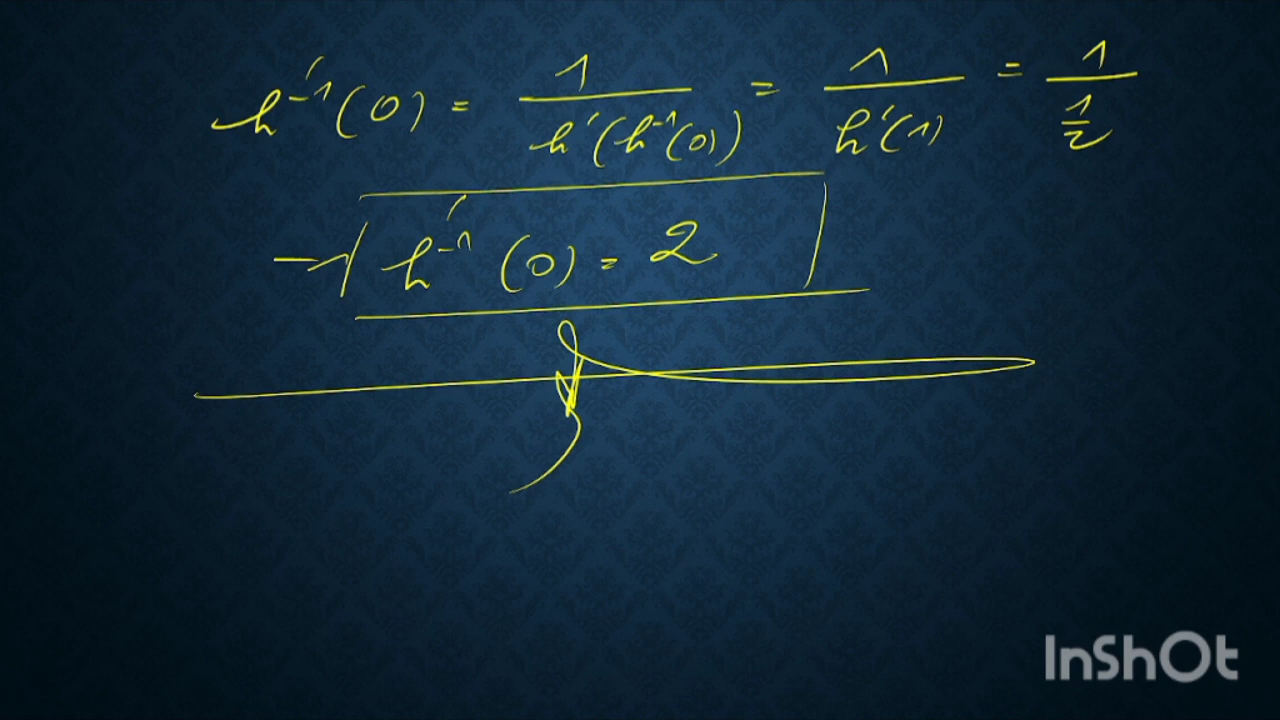 h⁻¹′(0) = 1/h′(h⁻¹(0)) = 1/h′(1) = 1/(1/2)
→ h⁻¹′(0) = 2
InShOt